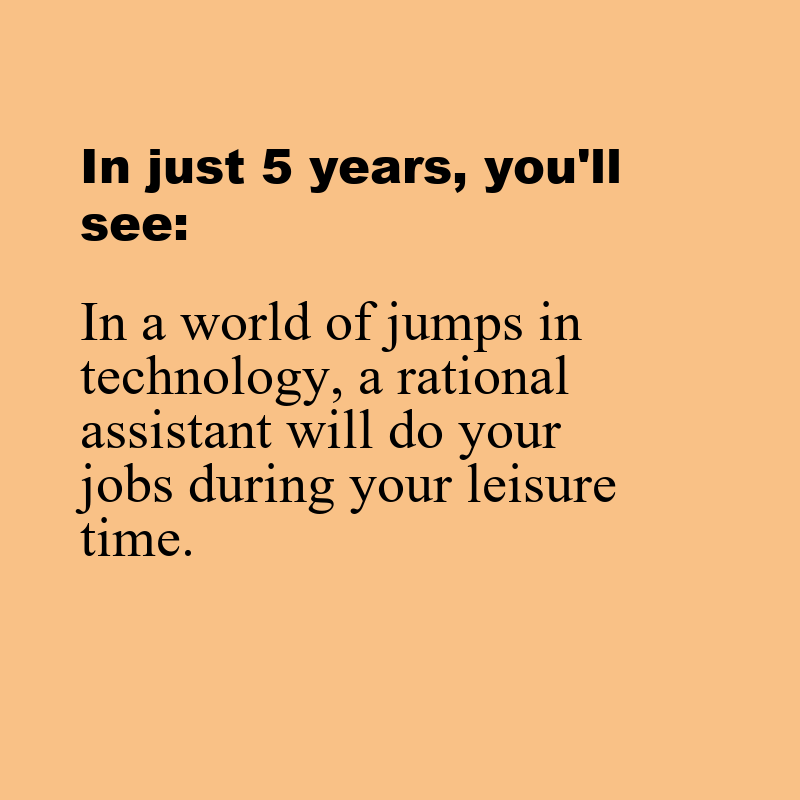 In just 5 years, you'll
see:
In a world of jumps in
technology, a rational
assistant will do your
jobs during your leisure
time.